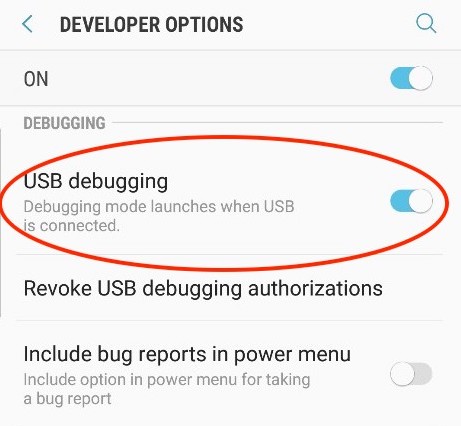 DEVELOPER OPTIONS
ON
DEBUGGING
USB debugging
Debugging mode launches when USB
is connected.
Revoke USB debugging authorizations
Include bug reports in power menu
Include option in power menu for taking
a bug report